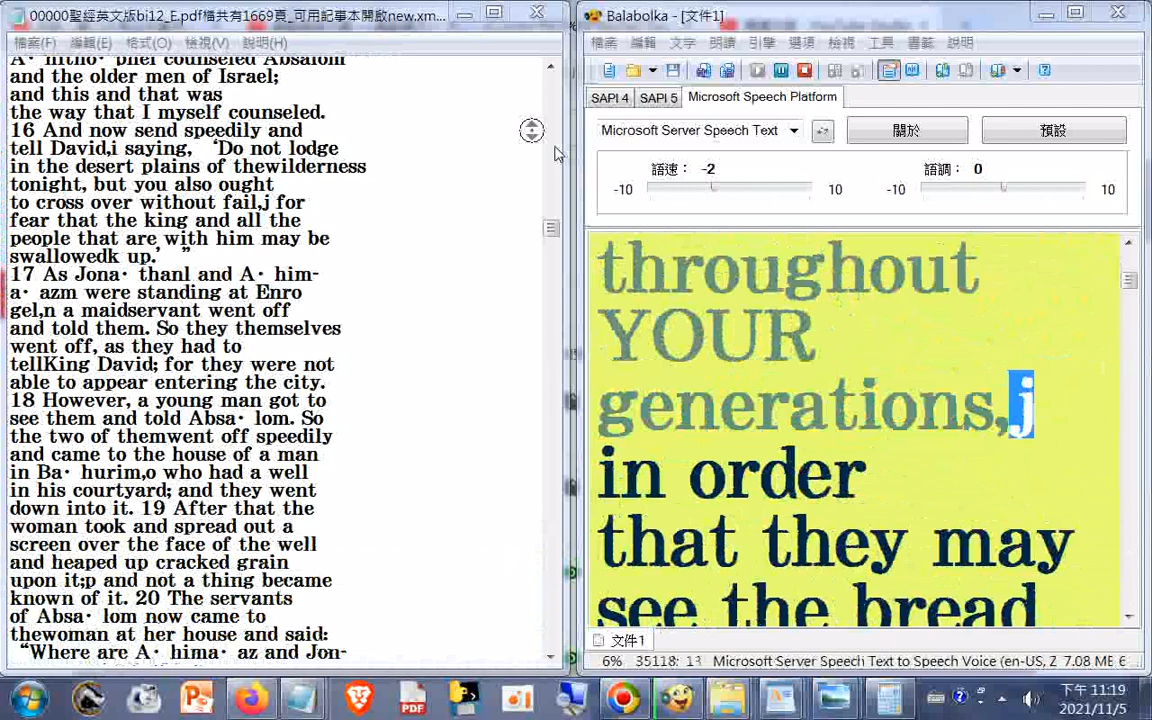 00000聖經英文版bi12_E.pdf檔共有1669頁_可用記事本開啟new.xm...
檔案(F) 編輯(E) 格式(O) 檢視(V) 說明(H)
A· hitho· phel counseled Absalom
and the older men of Israel;
and this and that was
the way that I myself counseled.
16 And now send speedily and
tell David,i saying, ‘Do not lodge
in the desert plains of thewilderness
tonight, but you also ought
to cross over without fail,j for
fear that the king and all the
people that are with him may be
swallowedk up.’ ”
17 As Jona· thanl and A· him-
a· azm were standing at Enro
gel,n a maidservant went off
and told them. So they themselves
went off, as they had to
tellKing David; for they were not
able to appear entering the city.
18 However, a young man got to
see them and told Absa· lom. So
the two of themwent off speedily
and came to the house of a man
in Ba· hurim,o who had a well
in his courtyard; and they went
down into it. 19 After that the
woman took and spread out a
screen over the face of the well
and heaped up cracked grain
upon it;p and not a thing became
known of it. 20 The servants
of Absa· lom now came to
thewoman at her house and said:
“Where are A· hima· az and Jon-
Balabolka - [文件1]
檔案 編輯 文字 朗讀 引擎 選項 檢視 工具 書籤 說明
SAPI 4 SAPI 5 Microsoft Speech Platform
Microsoft Server Speech Text 關於 預設
語速： -2 語調： 0
-10 10 -10 10
throughout
YOUR
generations,j
in order
that they may
see the bread
文件1
6% 35118: 13 Microsoft Server Speech Text to Speech Voice (en-US, Z 7.08 MB 6
下午 11:19
2021/11/5